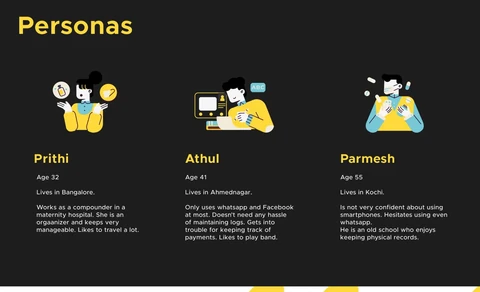 Personas
ABC
Prithi
Age 32
Lives in Bangalore.
Works as a compounder in a
maternity hospital. She is an
orgaanizer and keeps very
manageable. Likes to travel a lot.
Athul
Age 41
Lives in Ahmednagar.
Only uses whatsapp and Facebook
at most. Doesn't need any hassle
of maintaining logs. Gets into
trouble for keeping track of
payments. Likes to play band.
Parmesh
Age 55
Lives in Kochi.
Is not very confident about using
smartphones. Hesitates using even
whatsapp.
He is an old school who enjoys
keeping physical records.